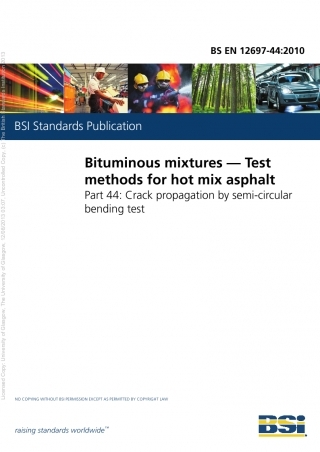 BS EN 12697-44:2010
BSI Standards Publication
Bituminous mixtures — Test
methods for hot mix asphalt
Part 44: Crack propagation by semi-circular
bending test
NO COPYING WITHOUT BSI PERMISSION EXCEPT AS PERMITTED BY COPYRIGHT LAW
raising standards worldwide™
BSi